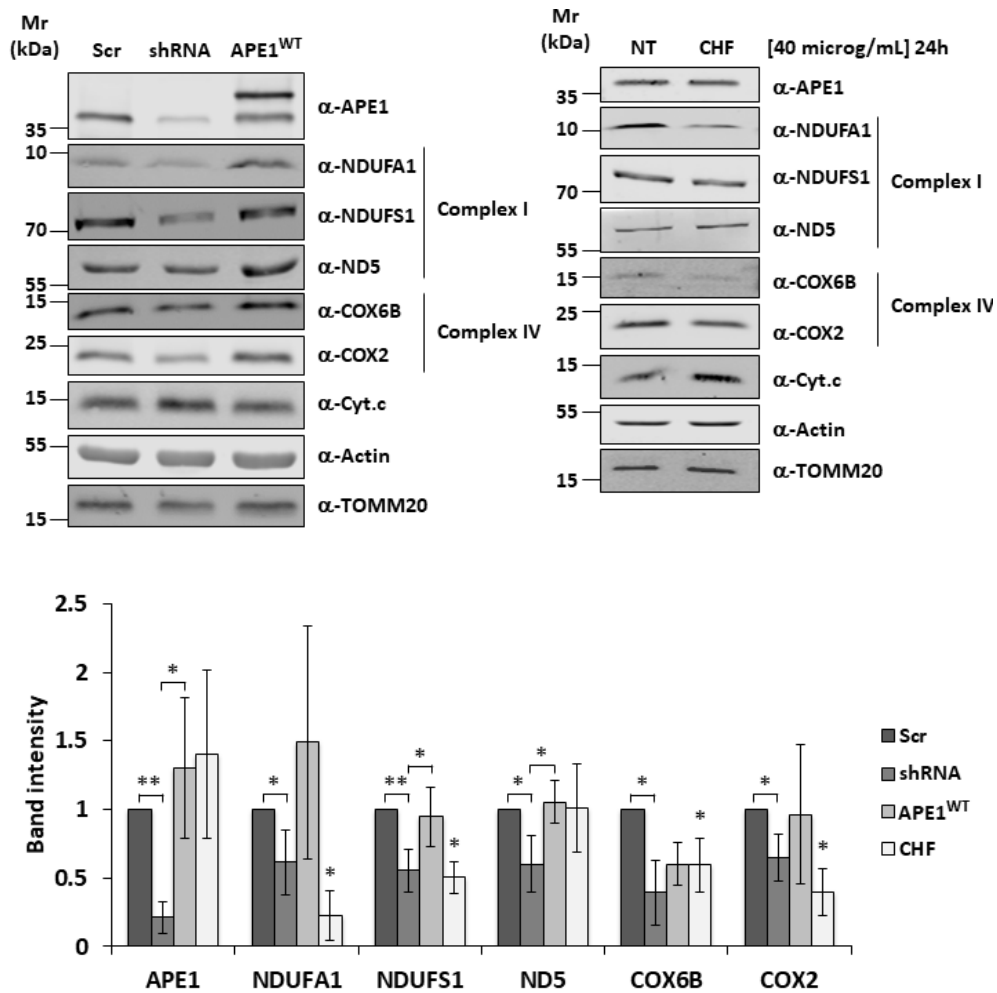 Mr
(kDa)
Scr shRNA APE1WT
35
α-APE1
10
α-NDUFA1
70
α-NDUFS1
Complex I
55
α-ND5
15
α-COX6B
Complex IV
25
α-COX2
15
α-Cyt.c
55
α-Actin
15
α-TOMM20
Mr
(kDa)
NT CHF [40 microg/mL] 24h
35
α-APE1
10
α-NDUFA1
70
α-NDUFS1
Complex I
55
α-ND5
15
α-COX6B
Complex IV
25
α-COX2
15
α-Cyt.c
55
α-Actin
15
α-TOMM20
Band intensity
2.5
2
1.5
1
0.5
0
** *
* *
** * *
* *
* *
* *
APE1 NDUFA1 NDUFS1 ND5 COX6B COX2
Scr
shRNA
APE1WT
CHF